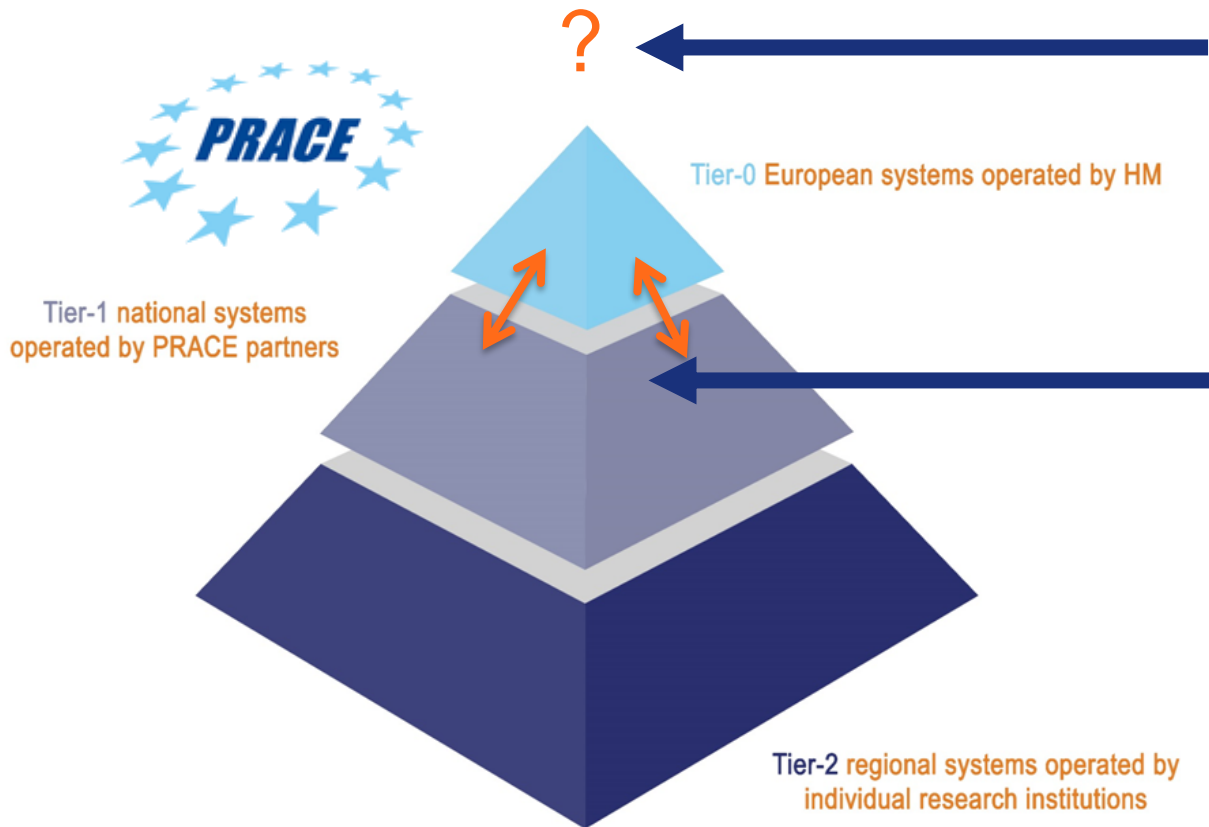 ?
PRACE
Tier-0 European systems operated by HM
Tier-1 national systems
operated by PRACE partners
Tier-2 regional systems operated by
individual research institutions